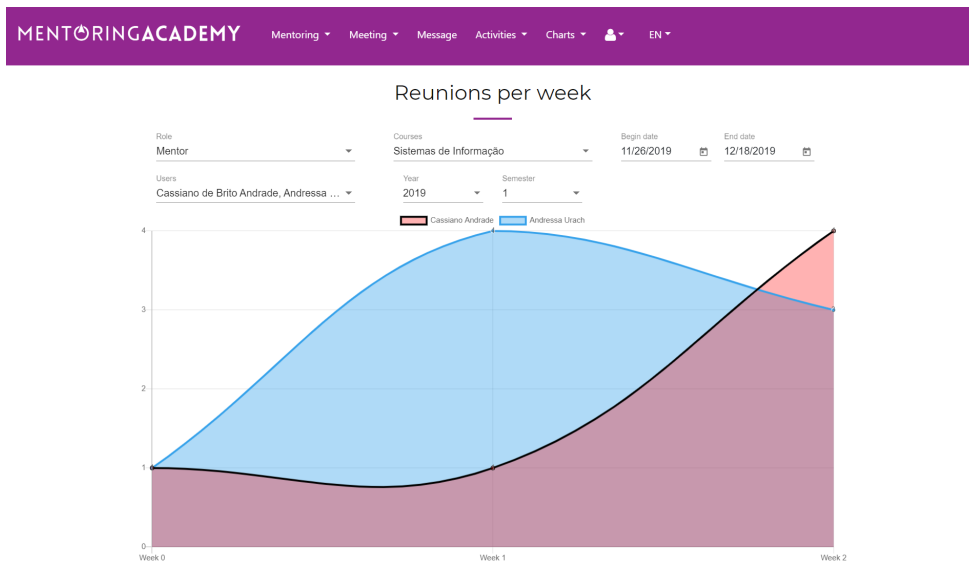 MENTORINGACADEMY Mentoring Meeting Message Activities Charts EN
Reunions per week
Role Courses Begin date End date
Mentor Sistemas de Informação 11/26/2019 12/18/2019
Users Year Semester
Cassiano de Brito Andrade, Andressa ... 2019 1
Cassiano Andrade Andressa Urach
4
3
2
1
0
Week 0 Week 1 Week 2